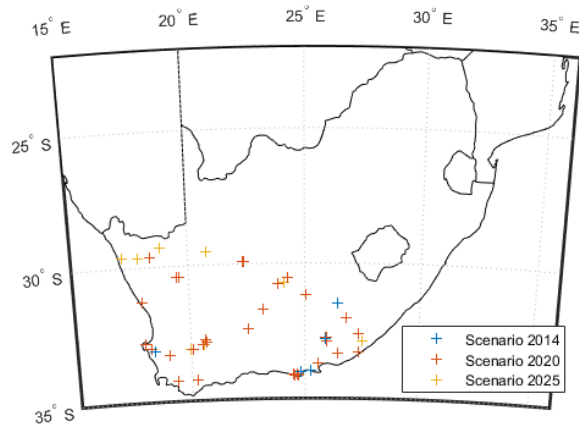 15° E
20° E
25° E
30° E
35° E
25° S
30° S
35° S
Scenario 2014
Scenario 2020
Scenario 2025